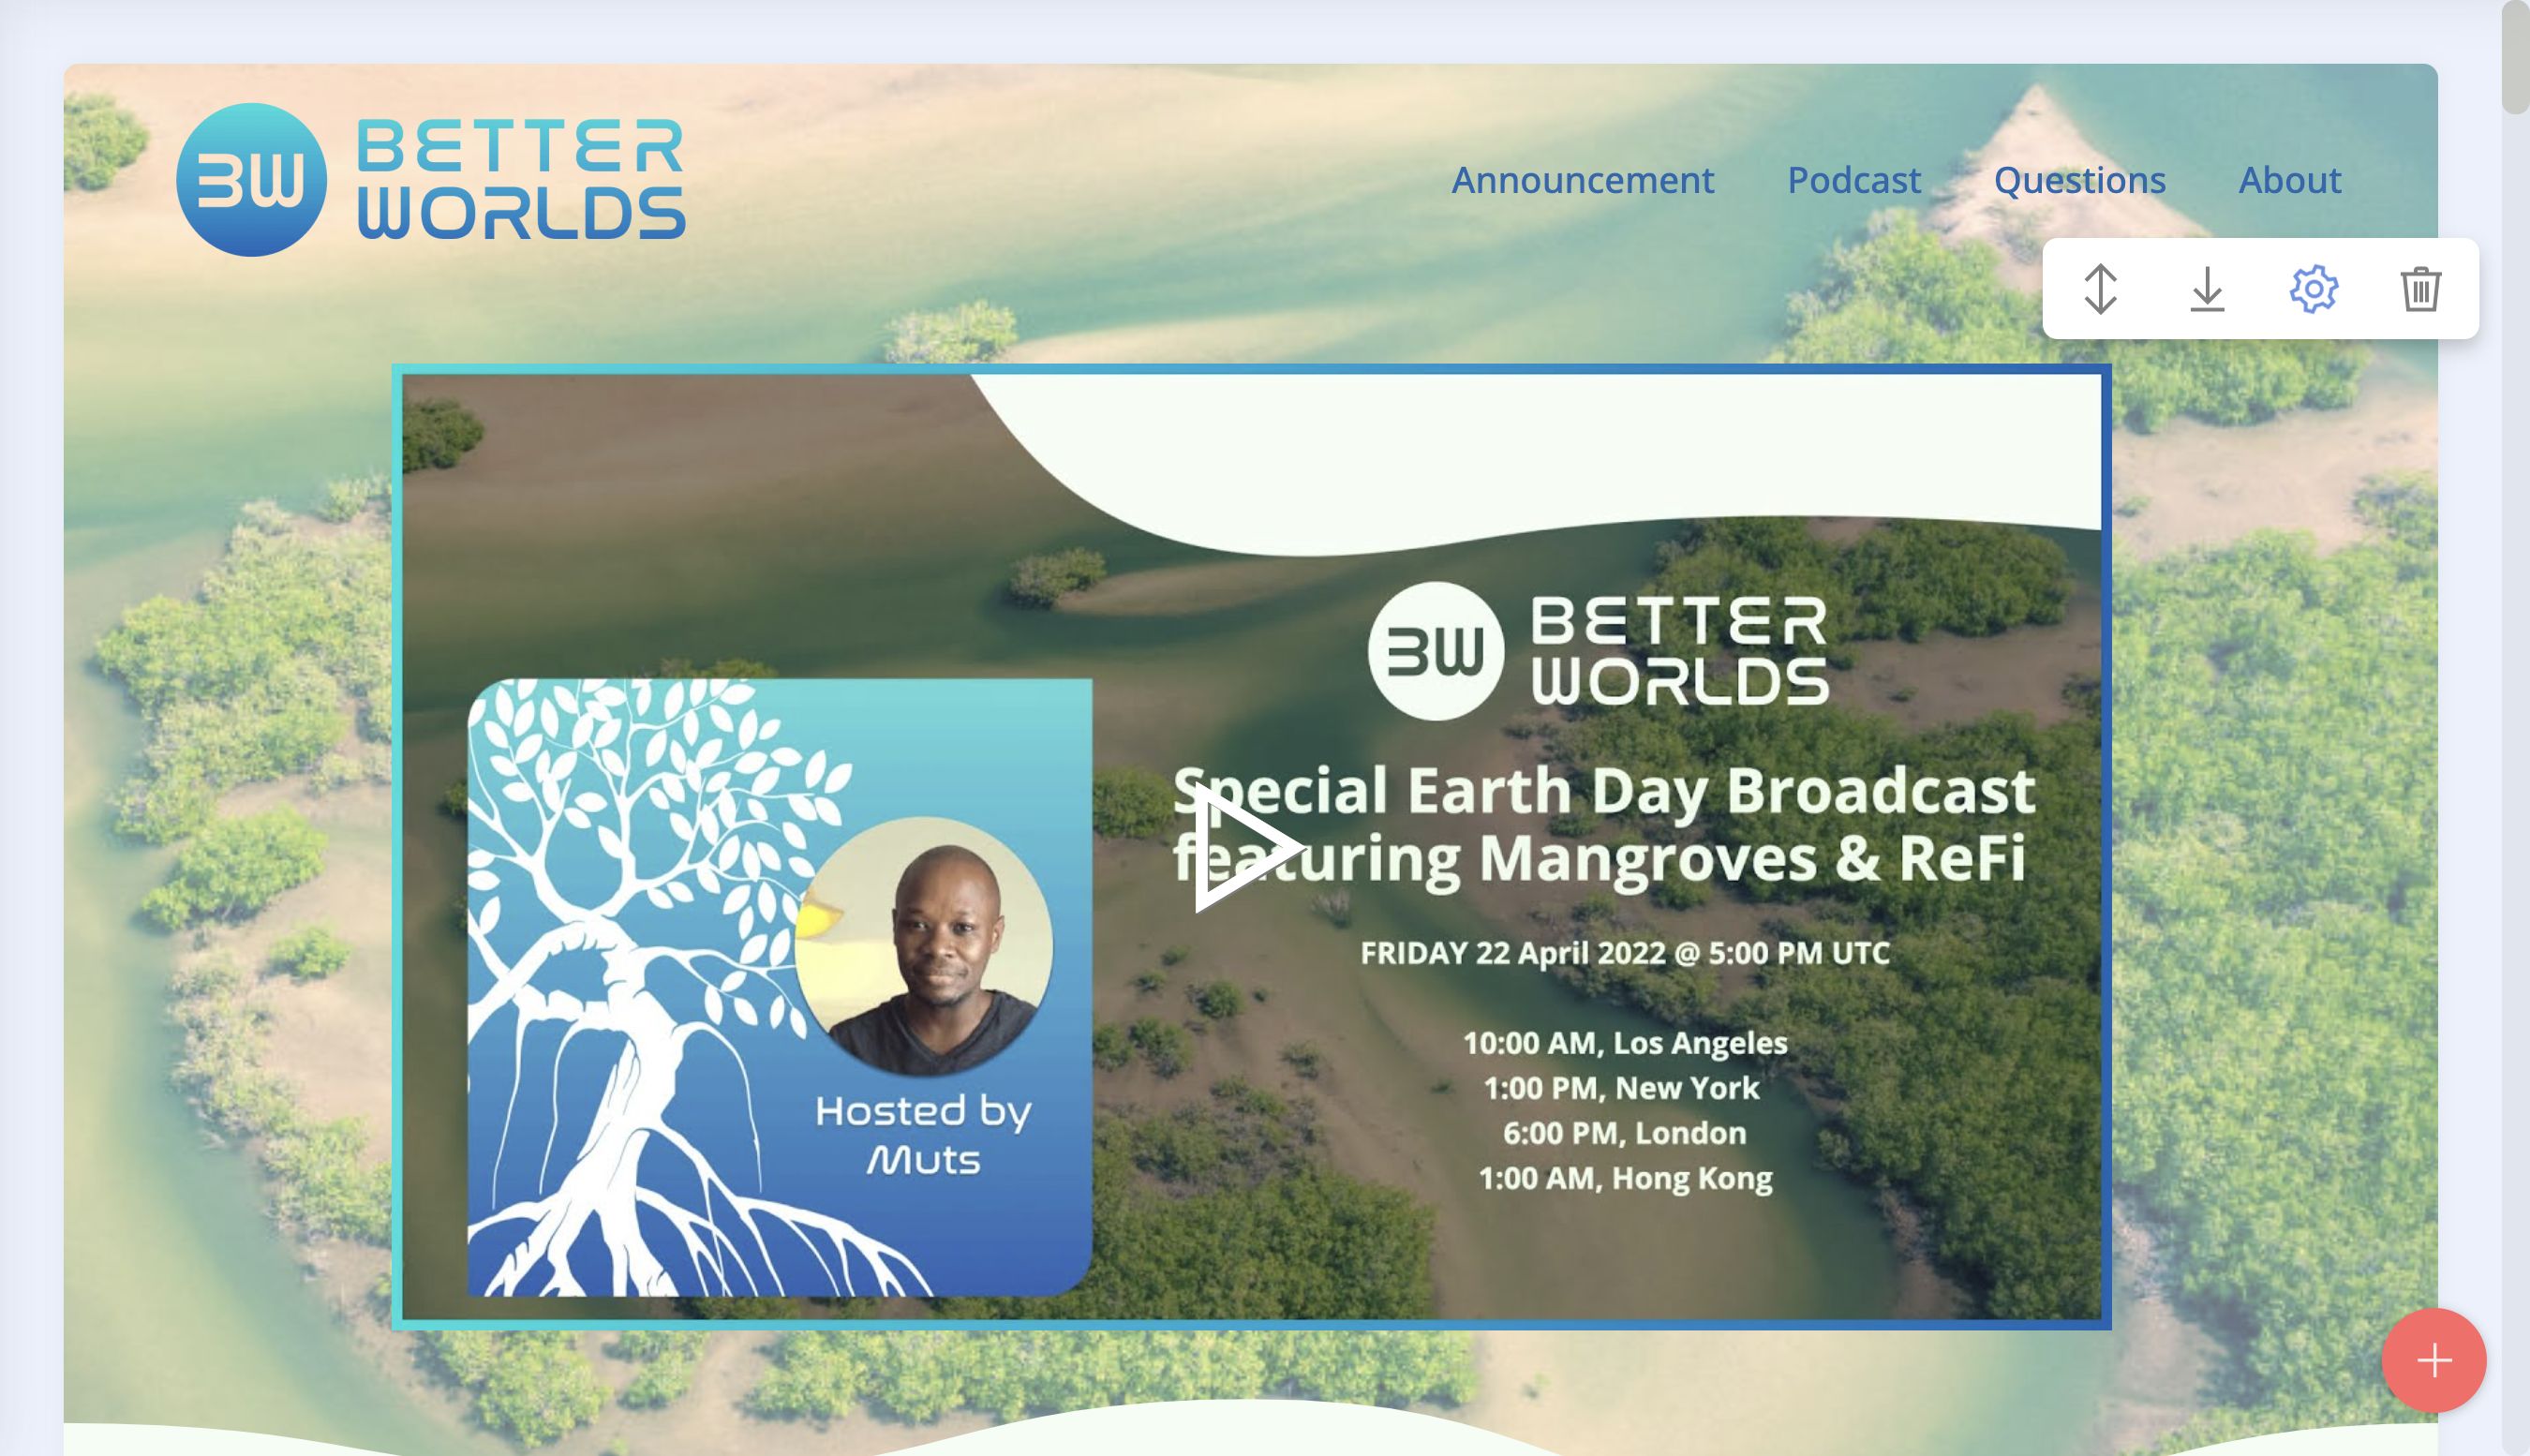 BW BETTER WORLDS
Announcement Podcast Questions About
BW BETTER WORLDS
Special Earth Day Broadcast
featuring Mangroves & ReFi
FRIDAY 22 April 2022 @ 5:00 PM UTC
10:00 AM, Los Angeles
1:00 PM, New York
6:00 PM, London
1:00 AM, Hong Kong
Hosted by
Muts